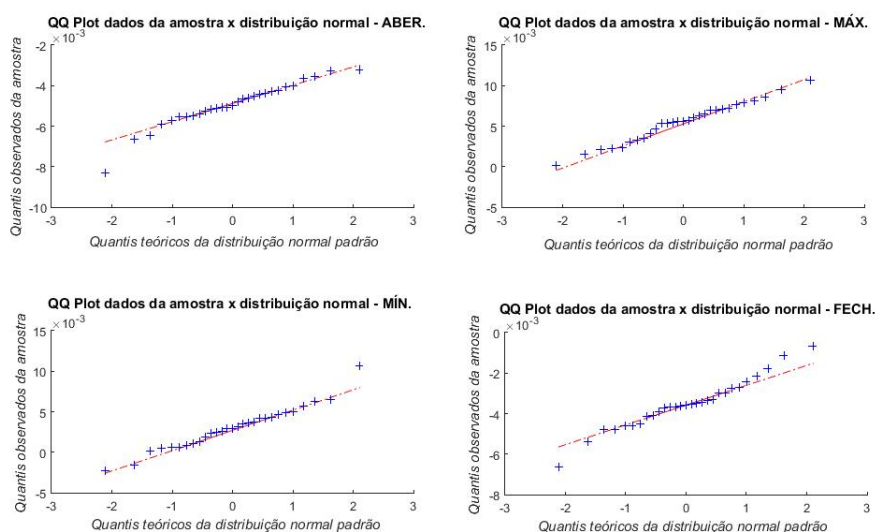 QQ Plot dados da amostra x distribuição normal - ABER.
×10⁻³
-2
-4
-6
-8
-10
-3 -2 -1 0 1 2 3
Quantis observados da amostra
Quantis teóricos da distribuição normal padrão
QQ Plot dados da amostra x distribuição normal - MÁX.
×10⁻³
15
10
5
0
-5
-3 -2 -1 0 1 2 3
Quantis observados da amostra
Quantis teóricos da distribuição normal padrão
QQ Plot dados da amostra x distribuição normal - MÍN.
×10⁻³
15
10
5
0
-5
-3 -2 -1 0 1 2 3
Quantis observados da amostra
Quantis teóricos da distribuição normal padrão
QQ Plot dados da amostra x distribuição normal - FECH.
×10⁻³
0
-2
-4
-6
-8
-3 -2 -1 0 1 2 3
Quantis observados da amostra
Quantis teóricos da distribuição normal padrão